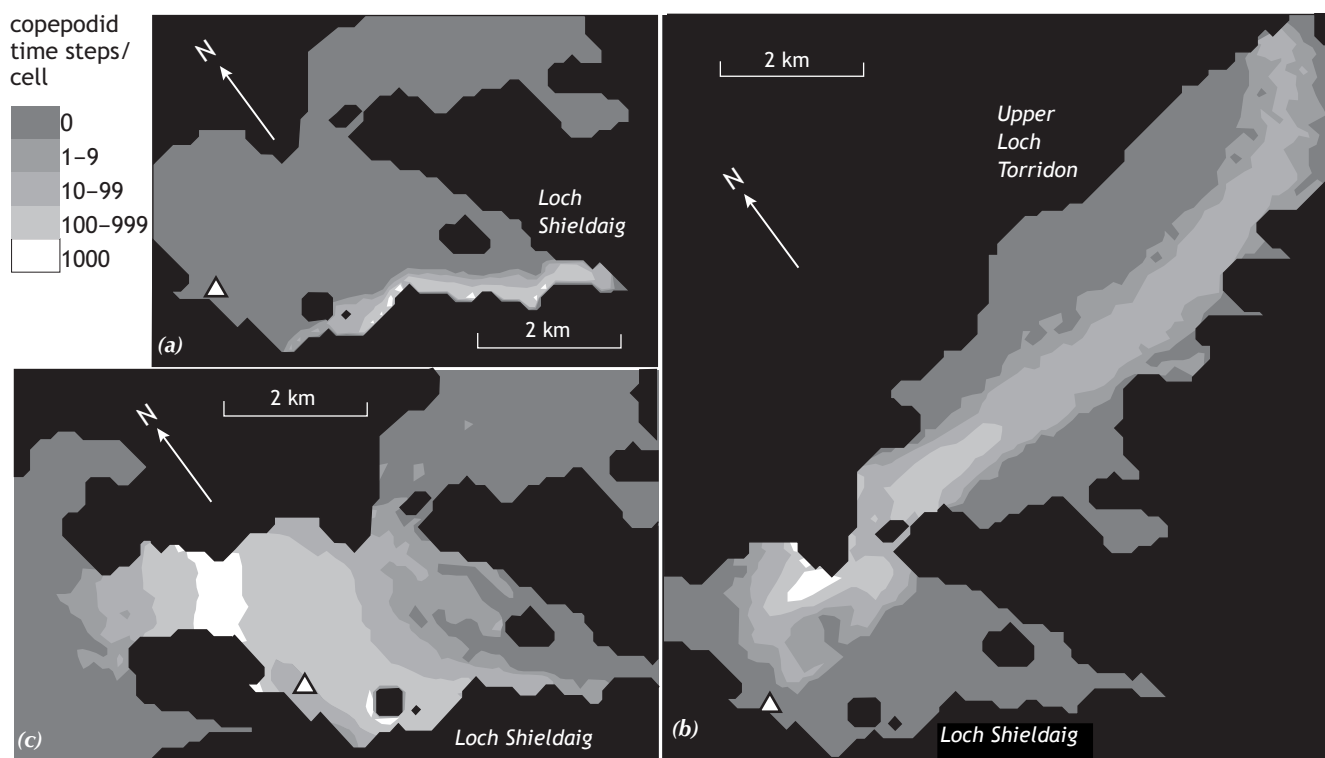 copepodid
time steps/
cell
0
1–9
10–99
100–999
1000
N
Loch
Shieldaig
2 km
(a)
2 km
N
Upper
Loch
Torridon
N
Loch Shieldaig
(b)
2 km
Loch Shieldaig
(c)